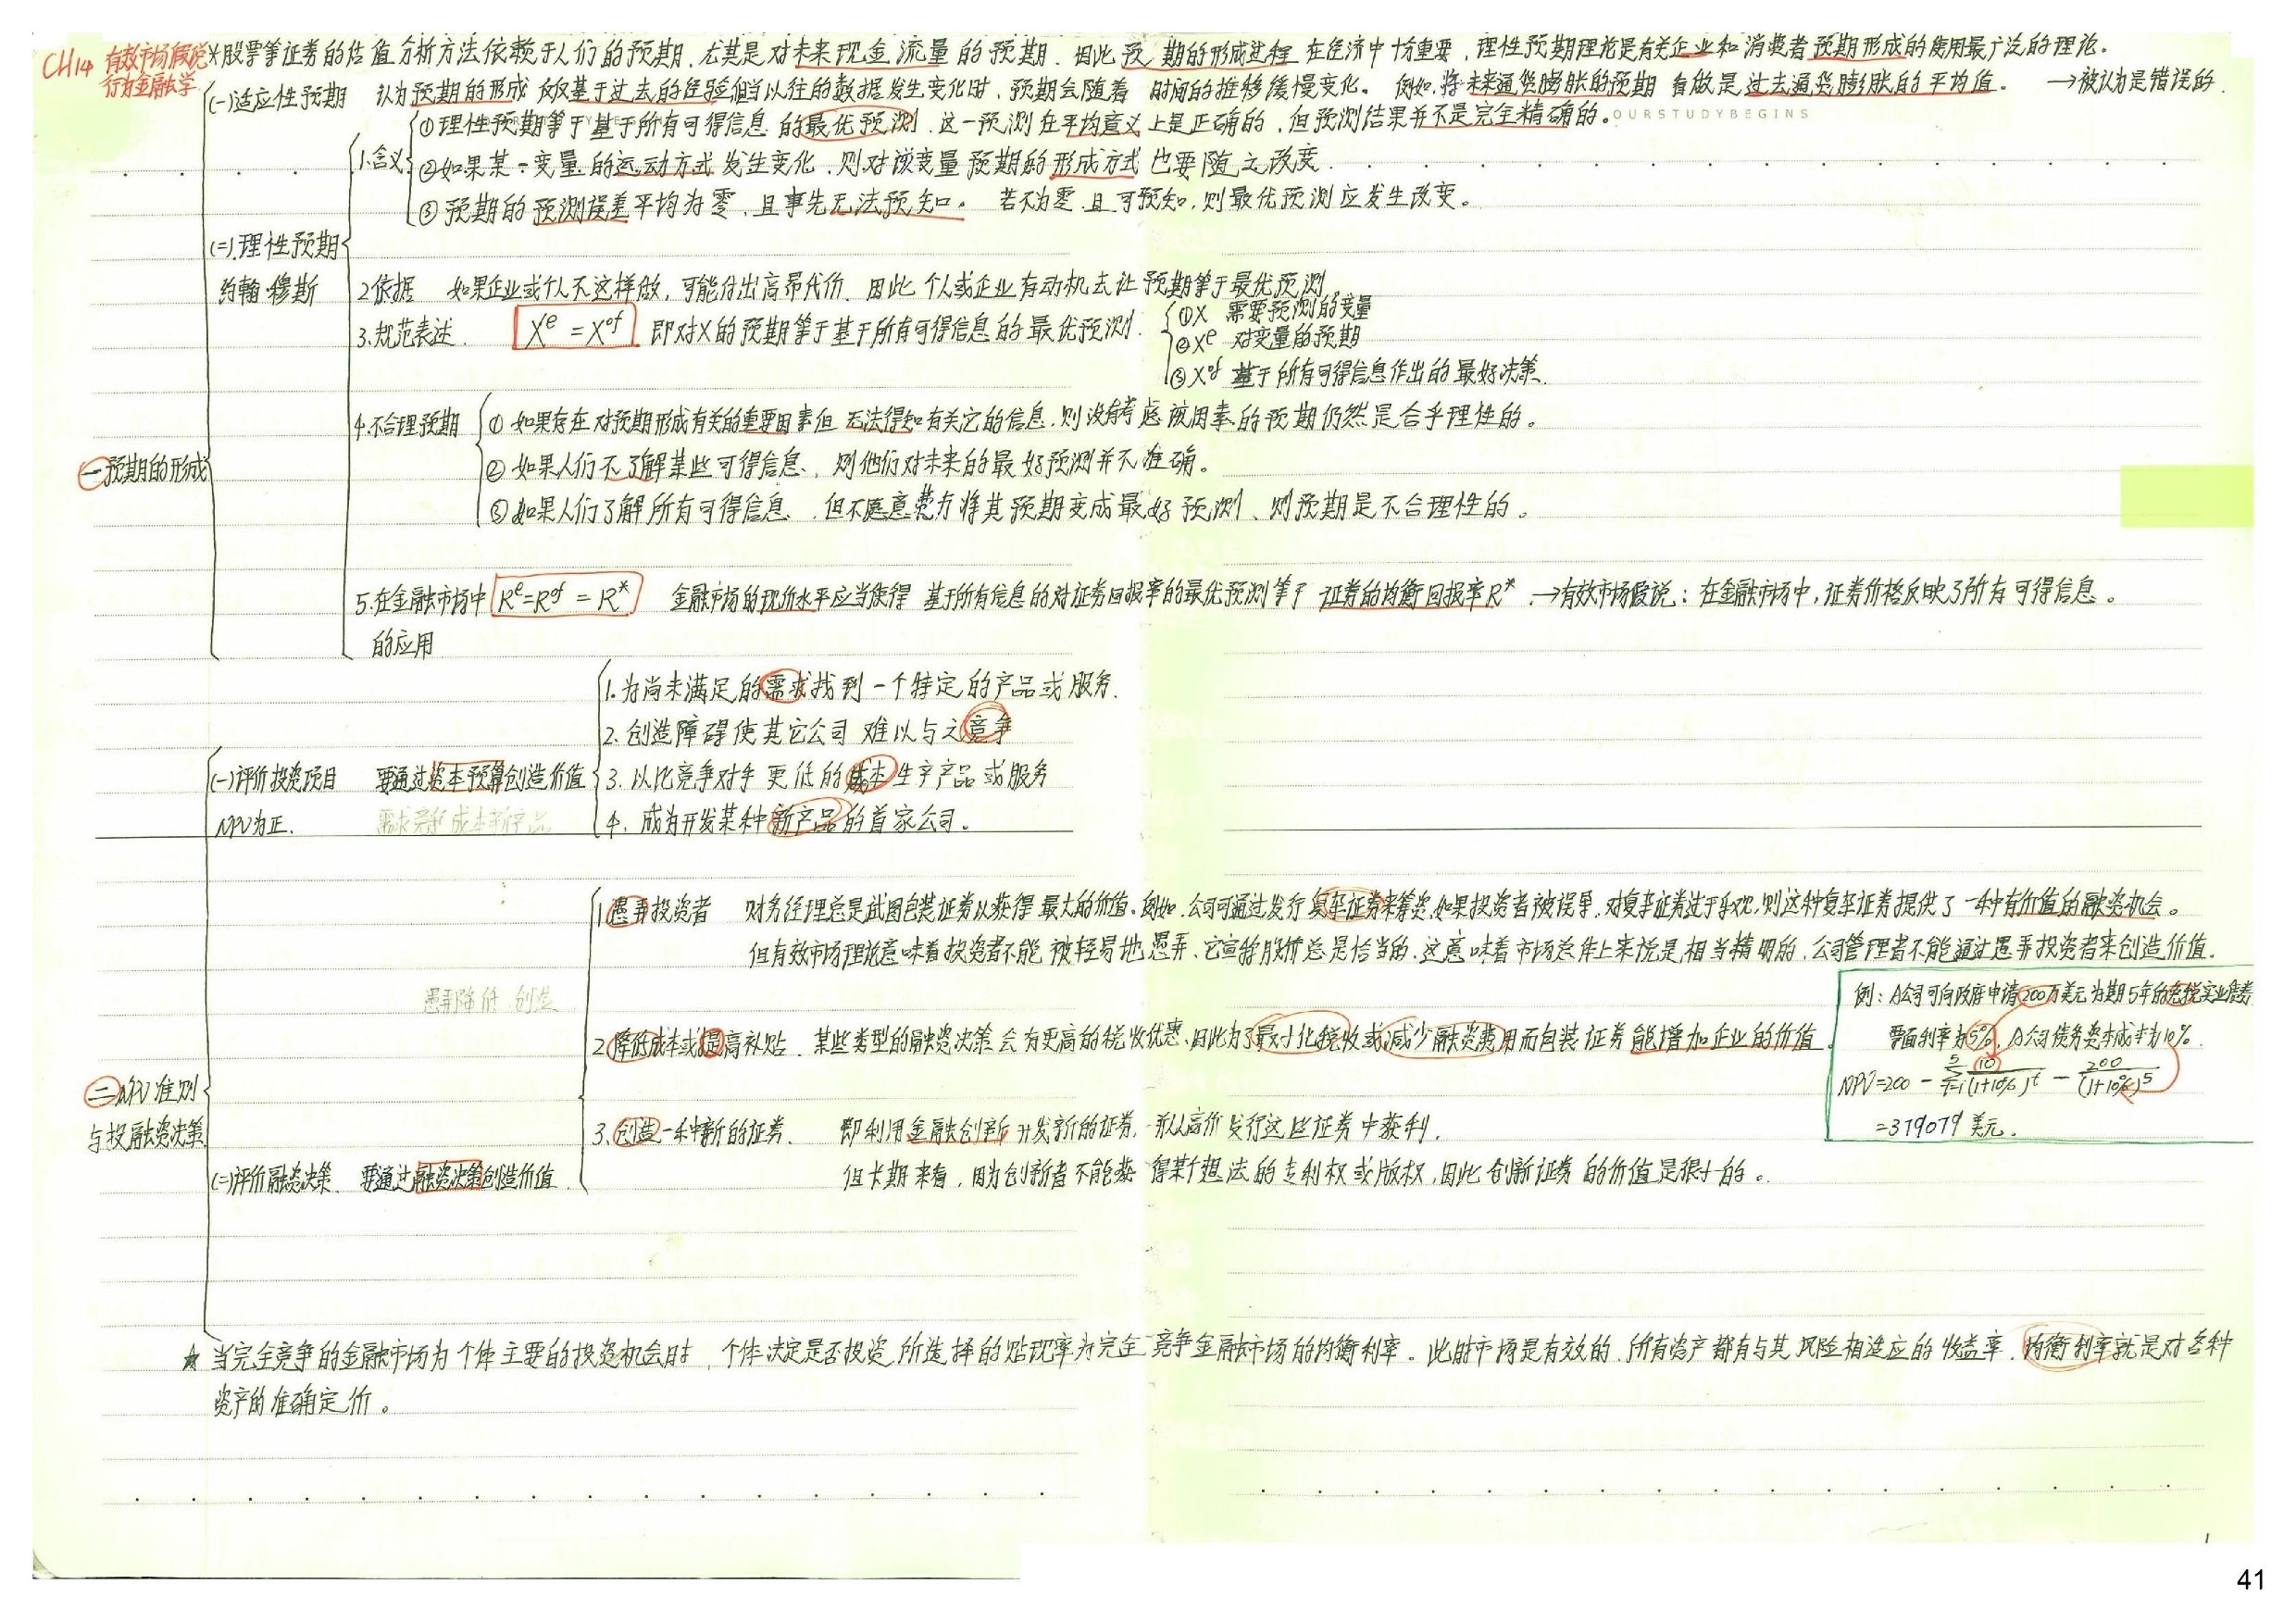 CH14 有效市场假说
行为金融学
*股票等证券的估值分析方法依赖于人们的预期,尤其是对未来现金流量的预期.因此预期的形成过程在经济中十分重要,理性预期理论是有关企业和消费者预期形成的使用最广泛的理论。
(一)适应性预期 认为预期的形成仅仅基于过去的经验但当以往的数据发生变化时,预期会随着时间的推移缓慢变化。例如:将未来通货膨胀的预期看做是过去通货膨胀的平均值。→被认为是错误的.
OURSTUDYBEGINS
1.含义
①理性预期等于基于所有可得信息的最优预测.这一预测在平均意义上是正确的,但预测结果并不是完全精确的。
②如果某一变量的运动方式发生变化,则对该变量预期的形成方式也要随之改变.
③预期的预测误差平均为零、且事先无法预知。若不为零且可预知,则最优预测应发生改变。
(二)理性预期
约翰·穆斯
2依据 如果企业或个人不这样做,可能付出高昂代价.因此个人或企业有动机去让预期等于最优预测.
3.规范表述. Xᵉ=Xᵒᶠ 即对X的预期等于基于所有可得信息的最优预测.
①X 需要预测的变量
②Xᵉ 对变量的预期
③Xᵒᶠ 基于所有可得信息作出的最好决策.
4.不合理预期
①如果存在对预期形成有关的重要因素但无法得知有关它的信息.则没有考虑该因素的预期仍然是合乎理性的。
②如果人们不了解某些可得信息、则他们对未来的最好预测并不准确。
③如果人们了解所有可得信息、但不愿意费力将其预期变成最好预测、则预期是不合理性的。
一预期的形成
5.在金融市场中的应用 Rᵉ=Rᵒᶠ=R* 金融市场的现价水平应当使得基于所有信息的对证券回报率的最优预测等于证券的均衡回报率R*.→有效市场假说:在金融市场中,证券价格反映了所有可得信息。
1.为尚未满足的需求找到一个特定的产品或服务.
2.创造障碍使其它公司难以与之竞争
(一)评价投资项目 要通过资本预算创造价值
NPV为正. 需求竞争成本新产品
3.以比竞争对手更低的成本生产产品或服务
4.成为开发某种新产品的首家公司。
1愚弄投资者 财务经理总是试图包装证券以获得最大的价值.例如.公司可通过发行复杂证券来筹资,如果投资者被误导.对复杂证券过于喜欢,则这种复杂证券提供了一种有价值的融资机会。
但有效市场理论意味着投资者不能被轻易地愚弄.它宣称股价总是恰当的.这意味着市场总体上来说是相当精明的,公司管理者不能通过愚弄投资者来创造价值.
愚弄降低 创造
2降低成本或提高补贴. 某些类型的融资决策会有更高的税收优惠、因此为了最小化税收或减少融资费用而包装证券能增加企业的价值.
例:A公司可向政府申请200万美元为期5年的免税实业债券
票面利率为5%,A公司债务资本成本为10%.
NPV=200-∑(t=1→5) 10/(1+10%)ᵗ - 200/(1+10%)⁵
=379079美元.
二NPV准则
与投融资决策
3.创造一种新的证券. 即利用金融创新开发新的证券,并从高价发行这些证券中获利.
但长期来看,因为创新者不能获得某个想法的专利权或版权,因此创新证券的价值是很小的。
(二)评价融资决策、要通过融资决策创造价值
☆当完全竞争的金融市场为个体主要的投资机会时,个体决定是否投资所选择的贴现率为完全竞争金融市场的均衡利率。此时市场是有效的.所有资产都有与其风险相适应的收益率.均衡利率就是对各种
资产的准确定价。
41